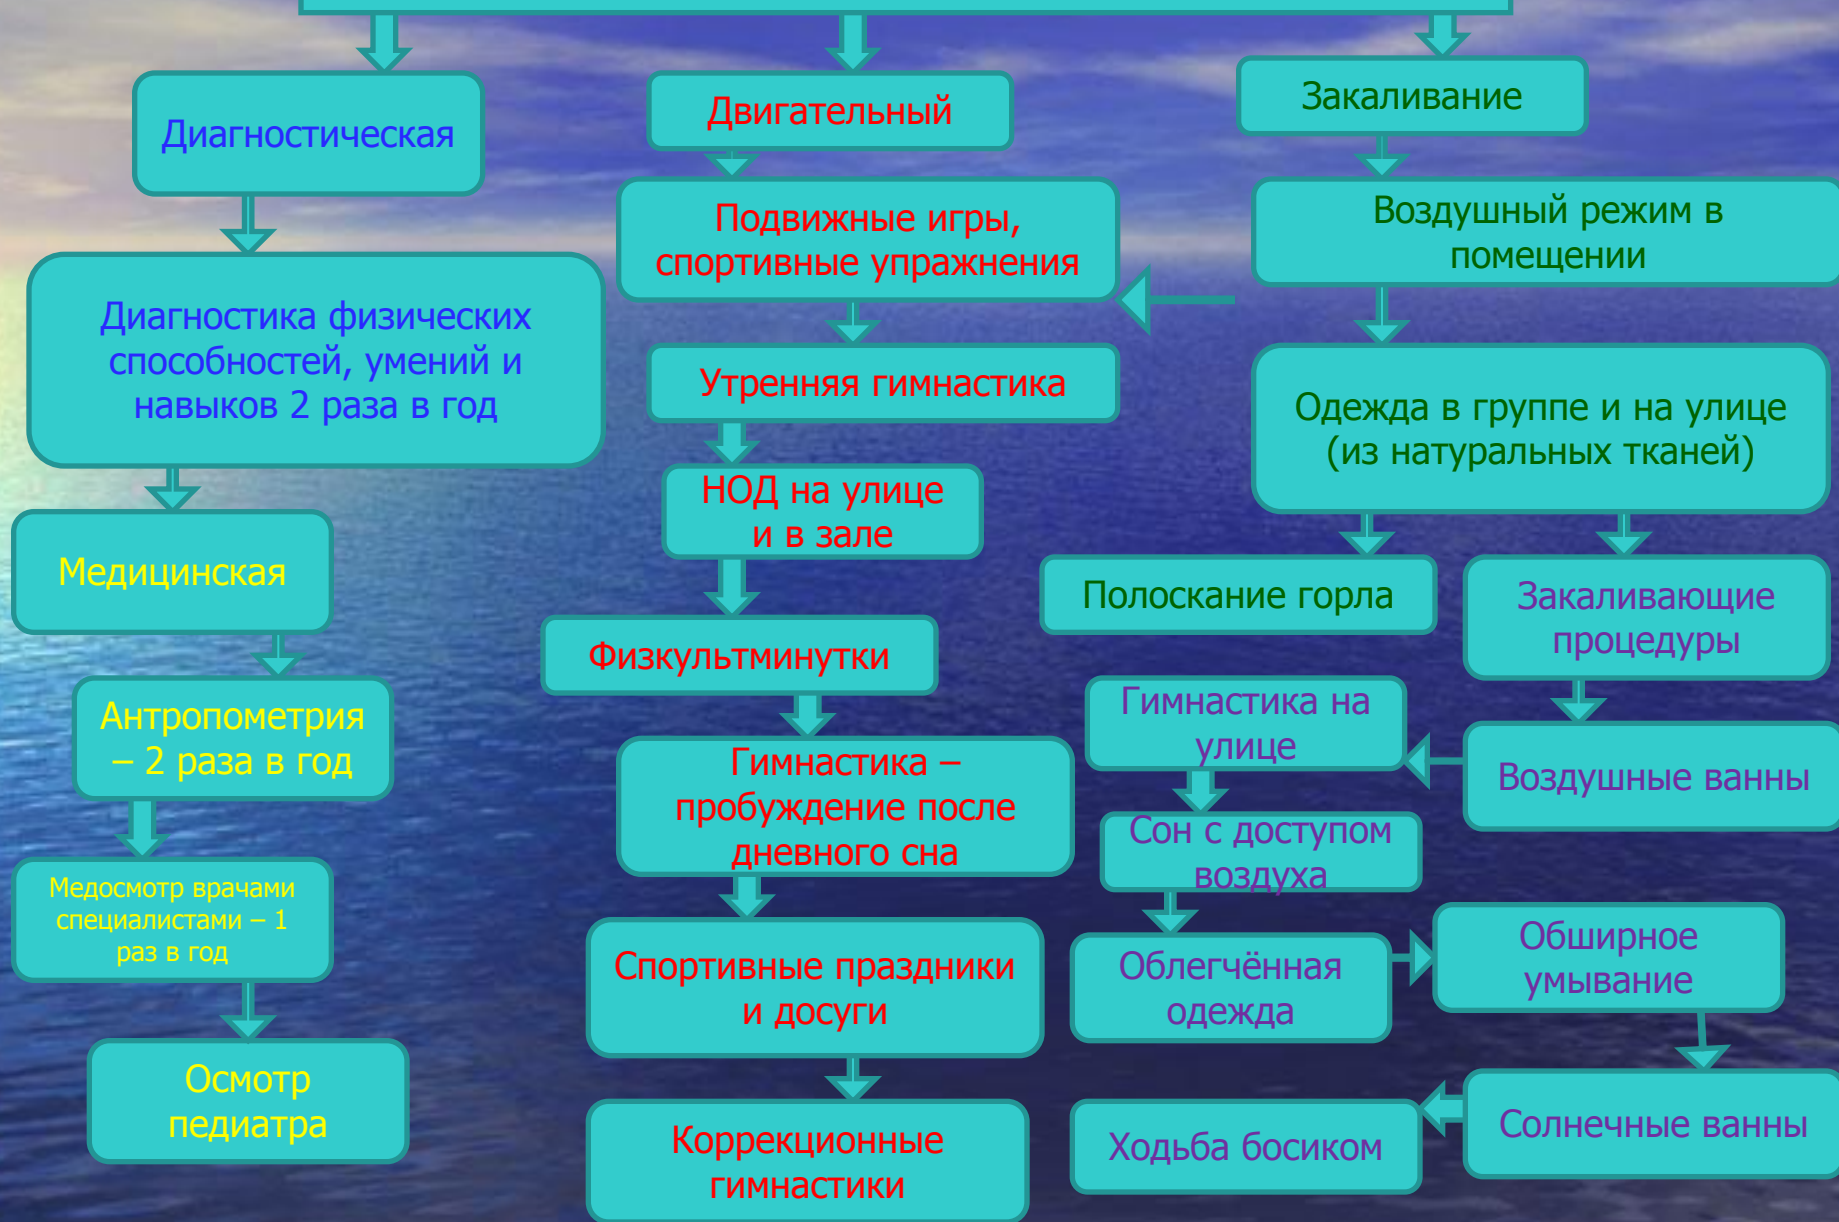 Диагностическая
Диагностика физических
способностей, умений и
навыков 2 раза в год
Медицинская
Антропометрия
– 2 раза в год
Медосмотр врачами
специалистами – 1
раз в год
Осмотр
педиатра
Двигательный
Подвижные игры,
спортивные упражнения
Утренняя гимнастика
НОД на улице
и в зале
Физкультминутки
Гимнастика –
пробуждение после
дневного сна
Спортивные праздники
и досуги
Коррекционные
гимнастики
Закаливание
Воздушный режим в
помещении
Одежда в группе и на улице
(из натуральных тканей)
Полоскание горла
Закаливающие
процедуры
Воздушные ванны
Гимнастика на
улице
Сон с доступом
воздуха
Облегчённая
одежда
Обширное
умывание
Солнечные ванны
Ходьба босиком